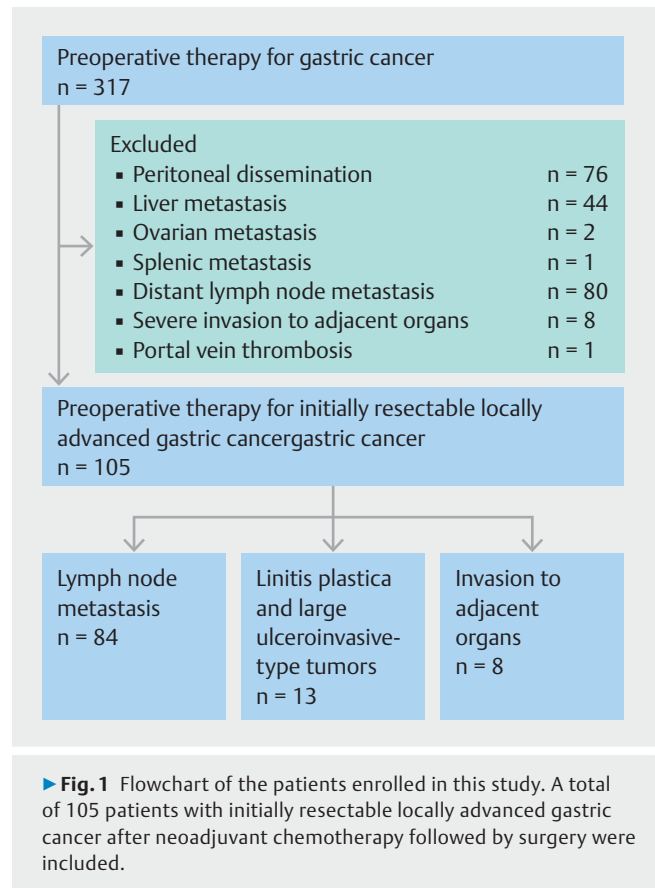 Preoperative therapy for gastric cancer
n = 317
Excluded
▪ Peritoneal dissemination n = 76
▪ Liver metastasis n = 44
▪ Ovarian metastasis n = 2
▪ Splenic metastasis n = 1
▪ Distant lymph node metastasis n = 80
▪ Severe invasion to adjacent organs n = 8
▪ Portal vein thrombosis n = 1
Preoperative therapy for initially resectable locally
advanced gastric cancergastric cancer
n = 105
Lymph node
metastasis
n = 84
Linitis plastica
and large
ulceroinvasive-
type tumors
n = 13
Invasion to
adjacent
organs
n = 8
▶ Fig. 1 Flowchart of the patients enrolled in this study. A total
of 105 patients with initially resectable locally advanced gastric
cancer after neoadjuvant chemotherapy followed by surgery were
included.